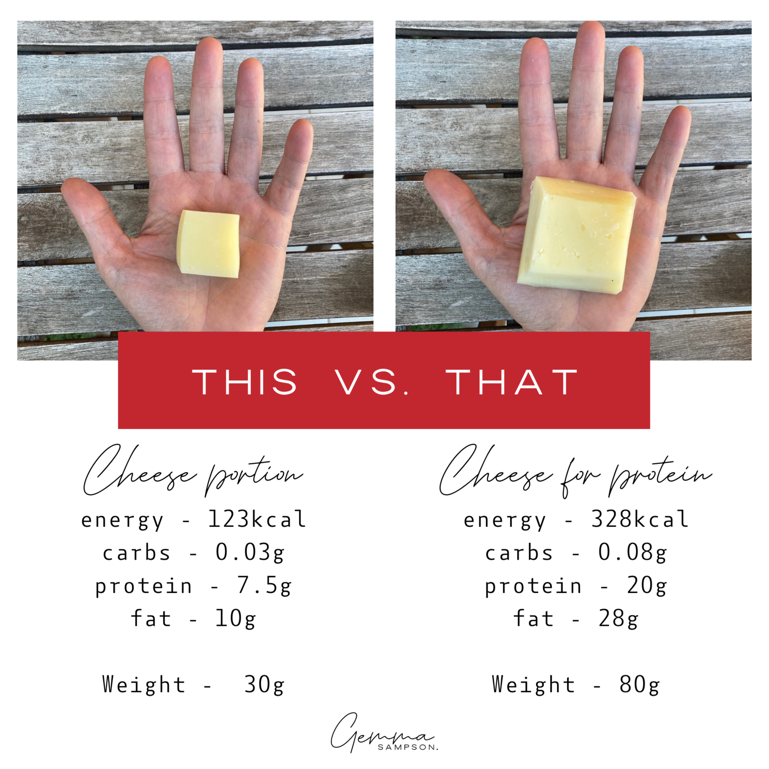 THIS VS. THAT
Cheese portion
energy - 123kcal
carbs - 0.03g
protein - 7.5g
fat - 10g
Weight - 30g
Cheese for protein
energy - 328kcal
carbs - 0.08g
protein - 20g
fat - 28g
Weight - 80g
Gemma
SAMPSON.